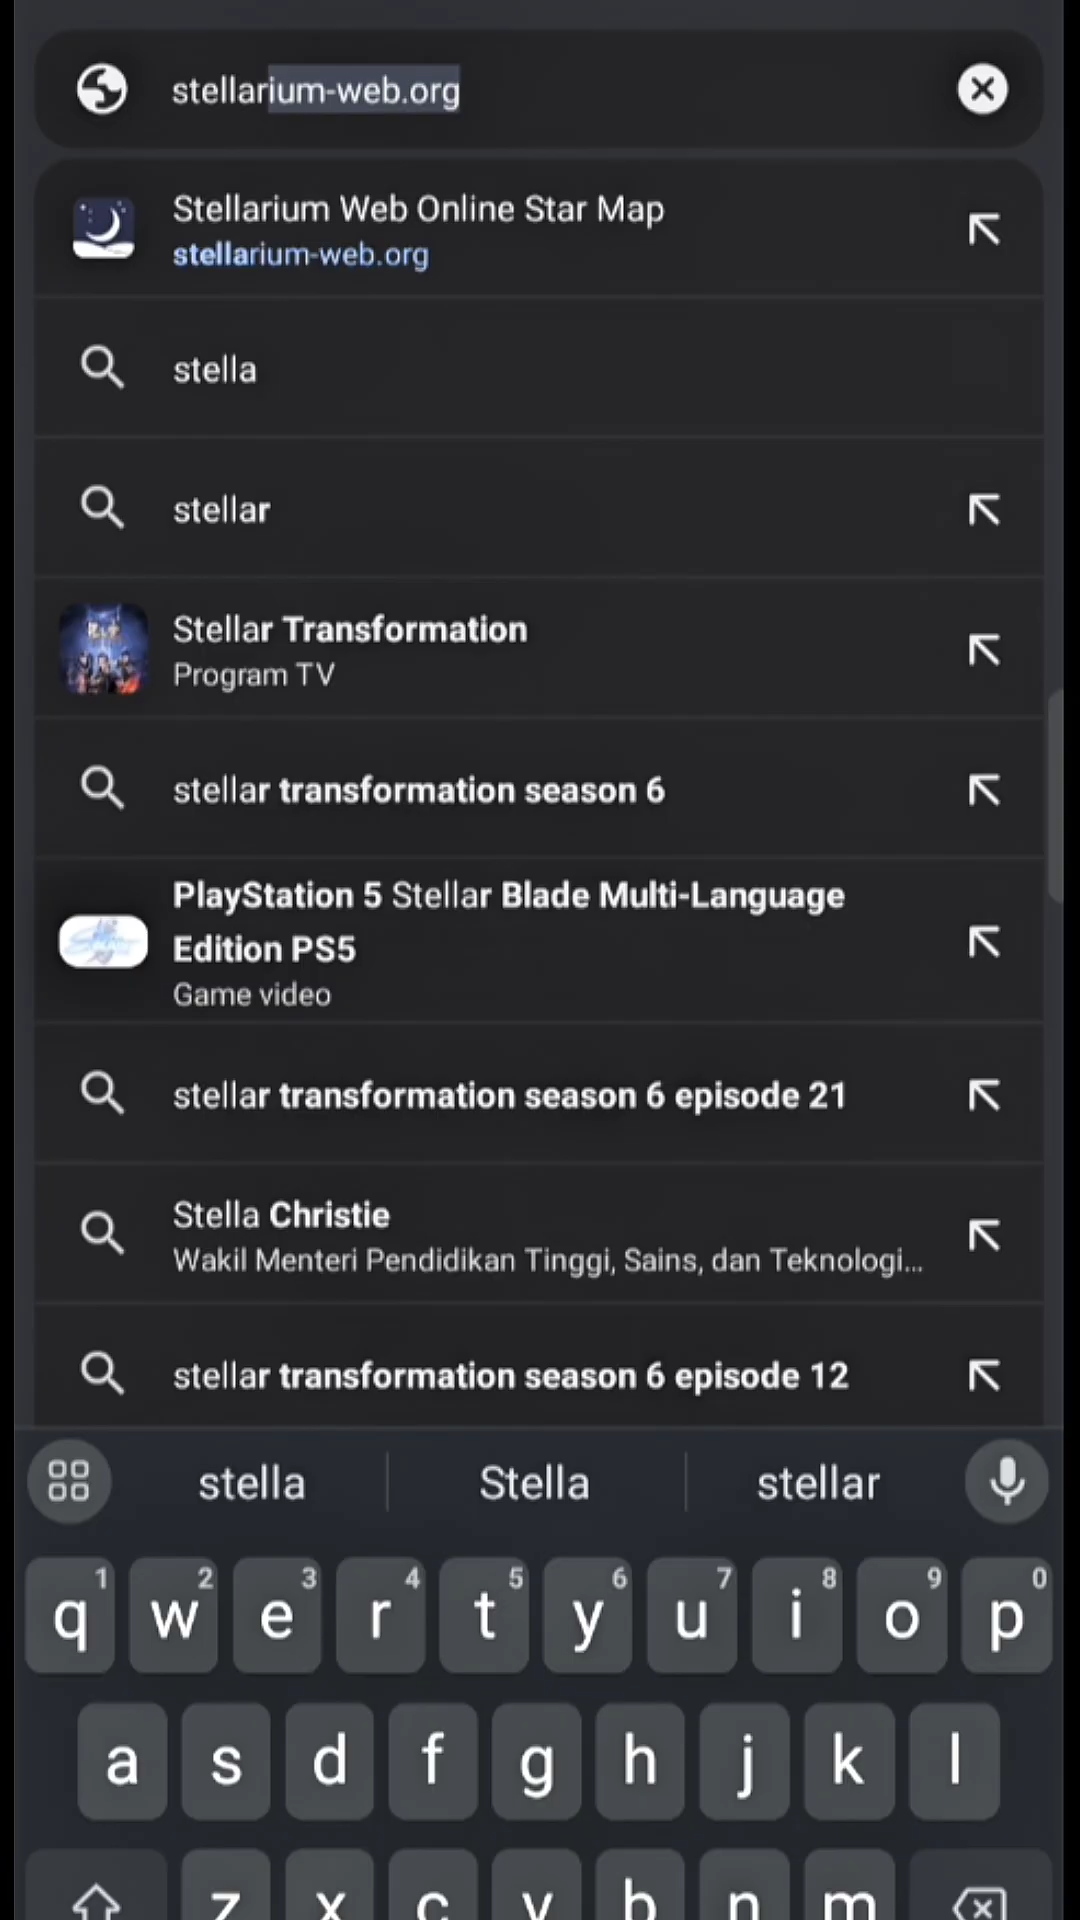 stellarium-web.org
Stellarium Web Online Star Map
stellarium-web.org
stella
stellar
Stellar Transformation
Program TV
stellar transformation season 6
PlayStation 5 Stellar Blade Multi-Language
Edition PS5
Game video
stellar transformation season 6 episode 21
Stella Christie
Wakil Menteri Pendidikan Tinggi, Sains, dan Teknologi...
stellar transformation season 6 episode 12
stella Stella stellar
1 2 3 4 5 6 7 8 9 0
q w e r t y u i o p
a s d f g h j k l
z x c v b n m